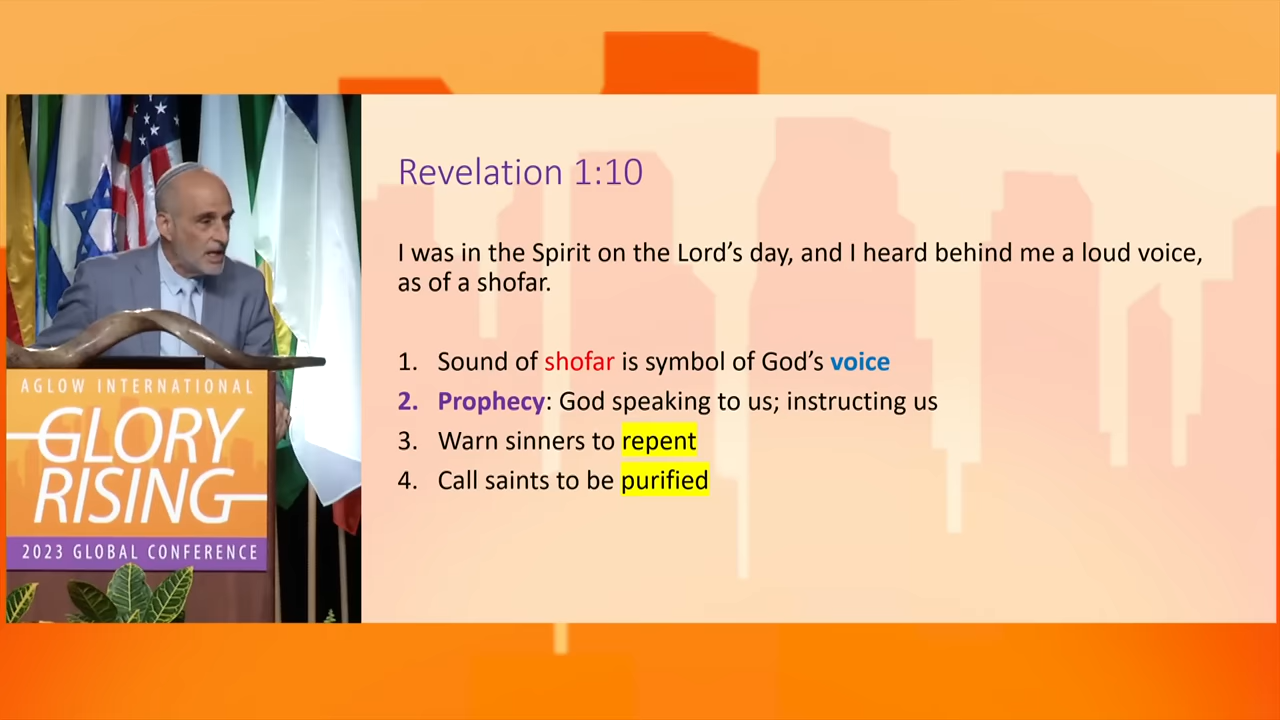 Revelation 1:10
I was in the Spirit on the Lord’s day, and I heard behind me a loud voice,
as of a shofar.
1. Sound of shofar is symbol of God’s voice
2. Prophecy: God speaking to us; instructing us
3. Warn sinners to repent
4. Call saints to be purified
AGLOW INTERNATIONAL
GLORY
RISING
2023 GLOBAL CONFERENCE